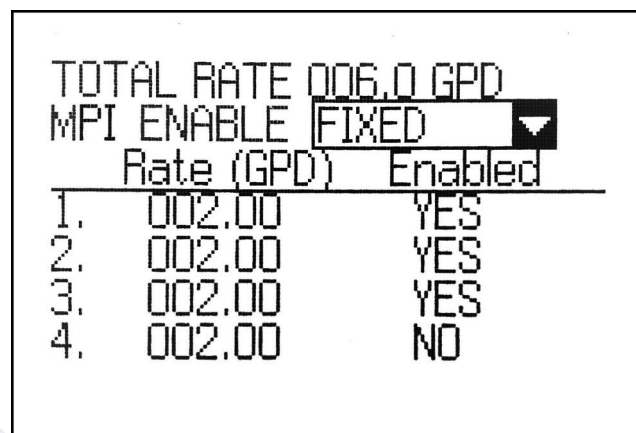 TOTAL RATE 006.0 GPD
MPI ENABLE FIXED
Rate (GPD) Enabled
1. 002.00 YES
2. 002.00 YES
3. 002.00 YES
4. 002.00 NO